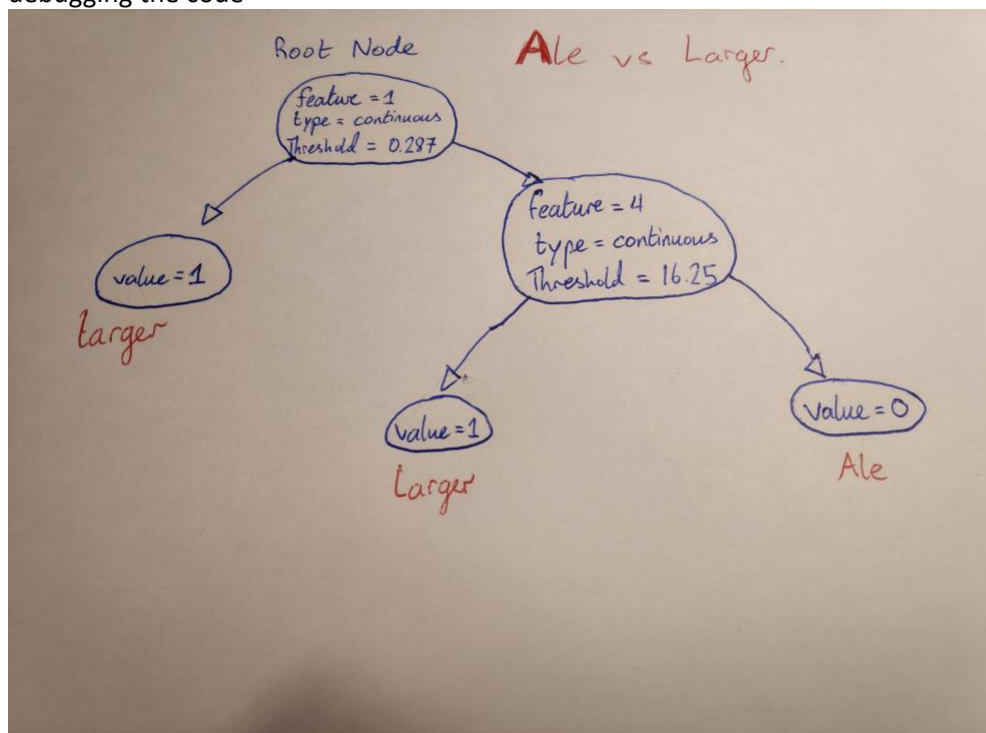 debugging the code
Root Node
Ale vs Larger.
feature = 1
type = continuous
Threshold = 0.287
feature = 4
type = continuous
Threshold = 16.25
value = 1
Larger
value = 1
Larger
value = 0
Ale